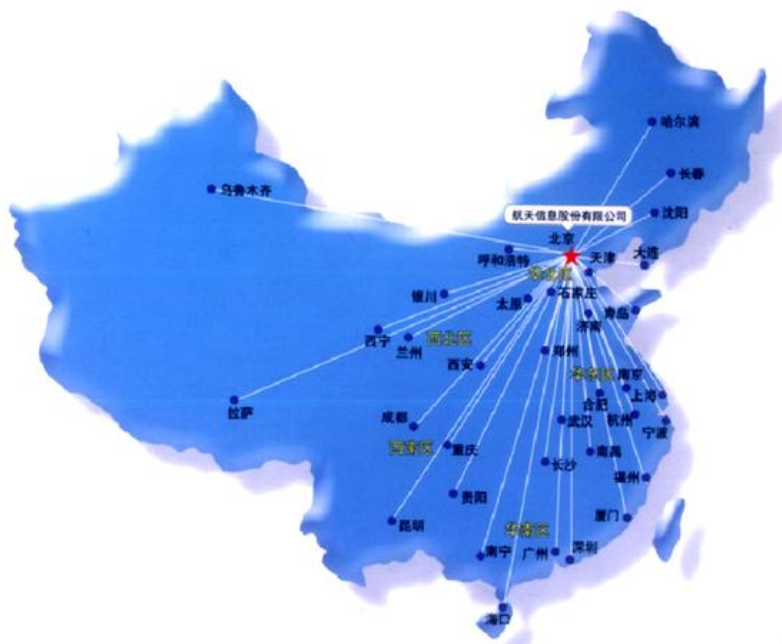 哈尔滨
长春
乌鲁木齐
航天信息股份有限公司
沈阳
北京
呼和浩特
天津
大连
华北区
银川
太原
石家庄
青岛
济南
西宁
兰州
西北区
西安
郑州
华东区
南京
拉萨
合肥
上海
成都
武汉
杭州
宁波
西南区
重庆
长沙
南昌
福州
贵阳
昆明
华南区
厦门
南宁
广州
深圳
海口